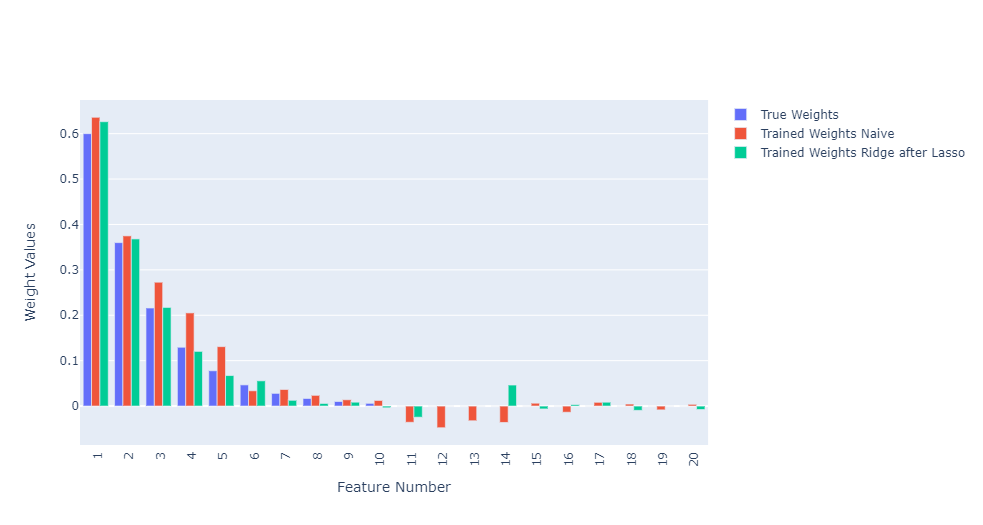 True Weights
Trained Weights Naive
Trained Weights Ridge after Lasso
Weight Values
0.6
0.5
0.4
0.3
0.2
0.1
0
1 2 3 4 5 6 7 8 9 10 11 12 13 14 15 16 17 18 19 20
Feature Number